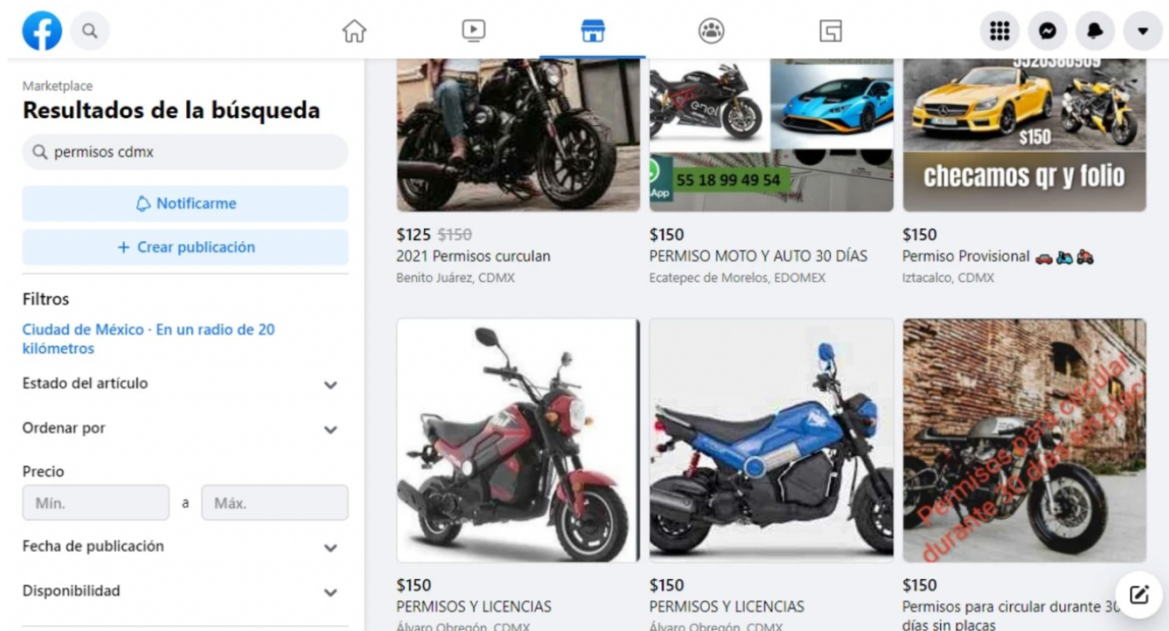 Marketplace
Resultados de la búsqueda
permisos cdmx
Notificarme
+ Crear publicación
Filtros
Ciudad de México · En un radio de 20
kilómetros
Estado del artículo
Ordenar por
Precio
Mín.
a
Máx.
Fecha de publicación
Disponibilidad
$125 $150
2021 Permisos curculan
Benito Juárez, CDMX
enel
App
55 18 99 49 54
$150
PERMISO MOTO Y AUTO 30 DÍAS
Ecatepec de Morelos, EDOMEX
$150
checamos qr y folio
$150
Permiso Provisional
Iztacalco, CDMX
$150
PERMISOS Y LICENCIAS
Álvaro Obregón, CDMX
$150
PERMISOS Y LICENCIAS
Álvaro Obregón, CDMX
Permisos para circular
durante 30 días sin plac
$150
Permisos para circular durante 30
días sin placas